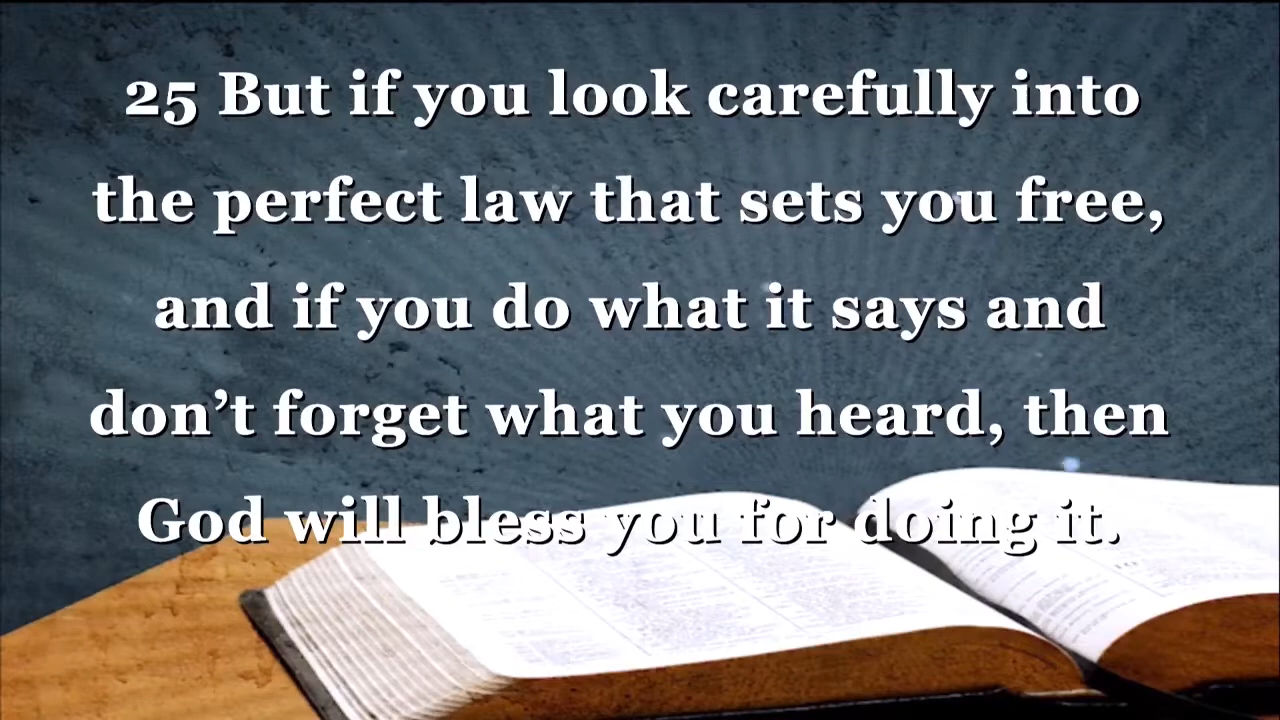 25 But if you look carefully into
the perfect law that sets you free,
and if you do what it says and
don’t forget what you heard, then
God will bless you for doing it.